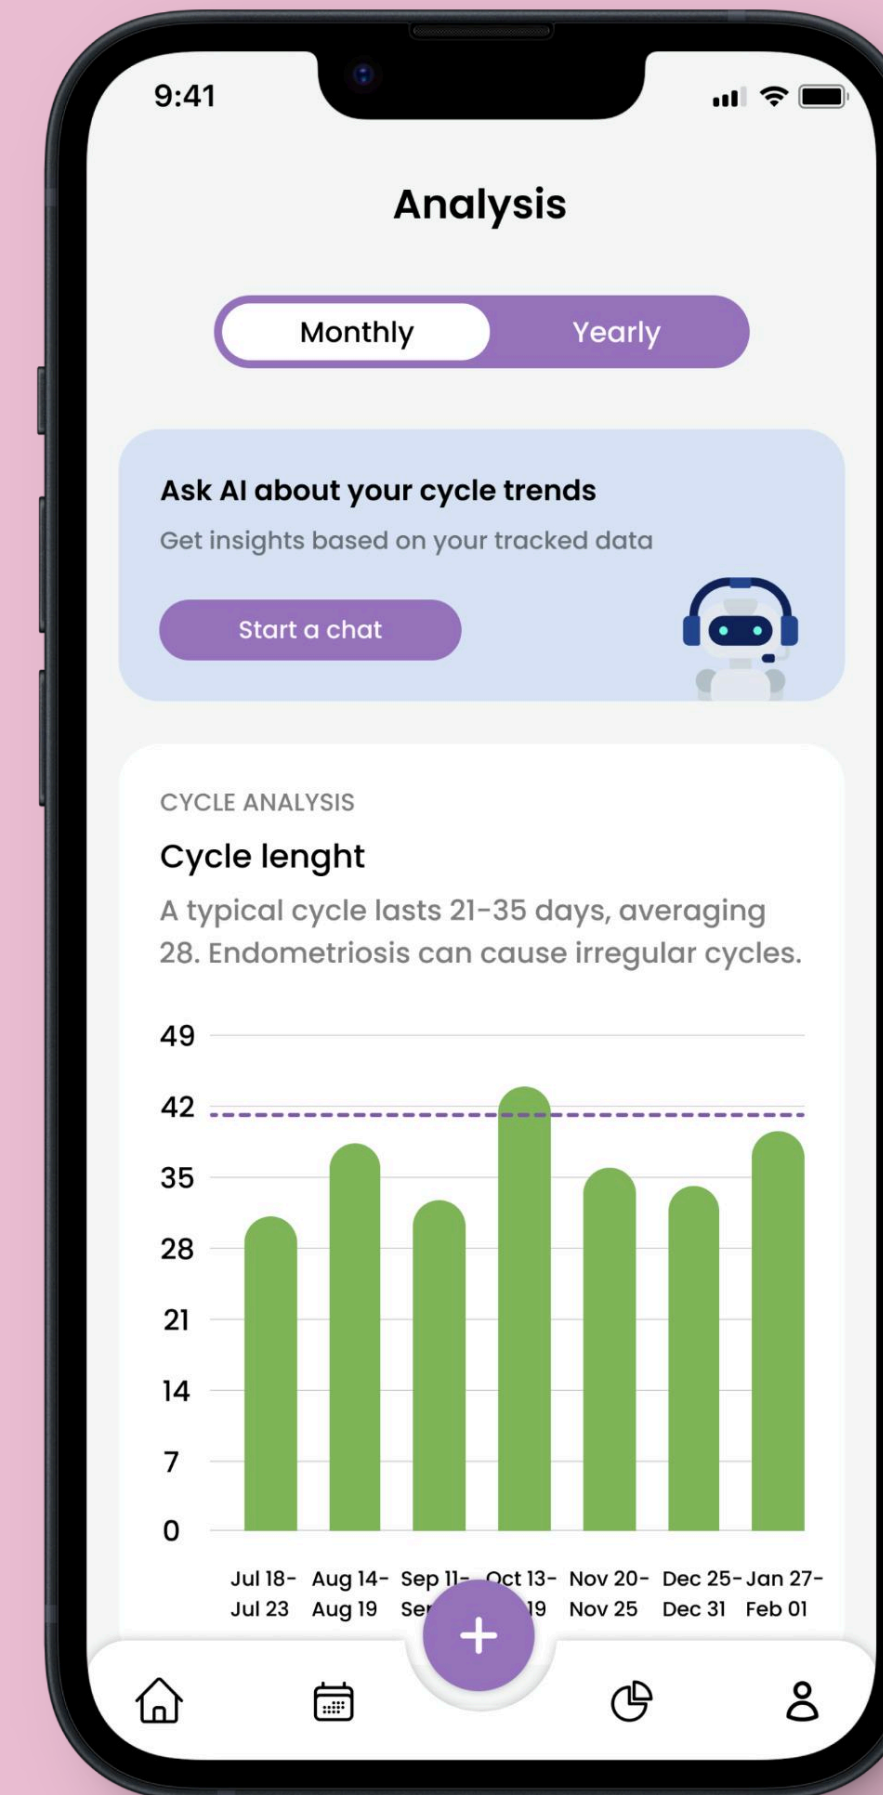 9:41
Analysis
Monthly Yearly
Ask AI about your cycle trends
Get insights based on your tracked data
Start a chat
CYCLE ANALYSIS
Cycle lenght
A typical cycle lasts 21-35 days, averaging
28. Endometriosis can cause irregular cycles.
49
42
35
28
21
14
7
0
Jul 18- Aug 14- Sep 11- Oct 13- Nov 20- Dec 25- Jan 27-
Jul 23 Aug 19 19 Nov 25 Dec 31 Feb 01